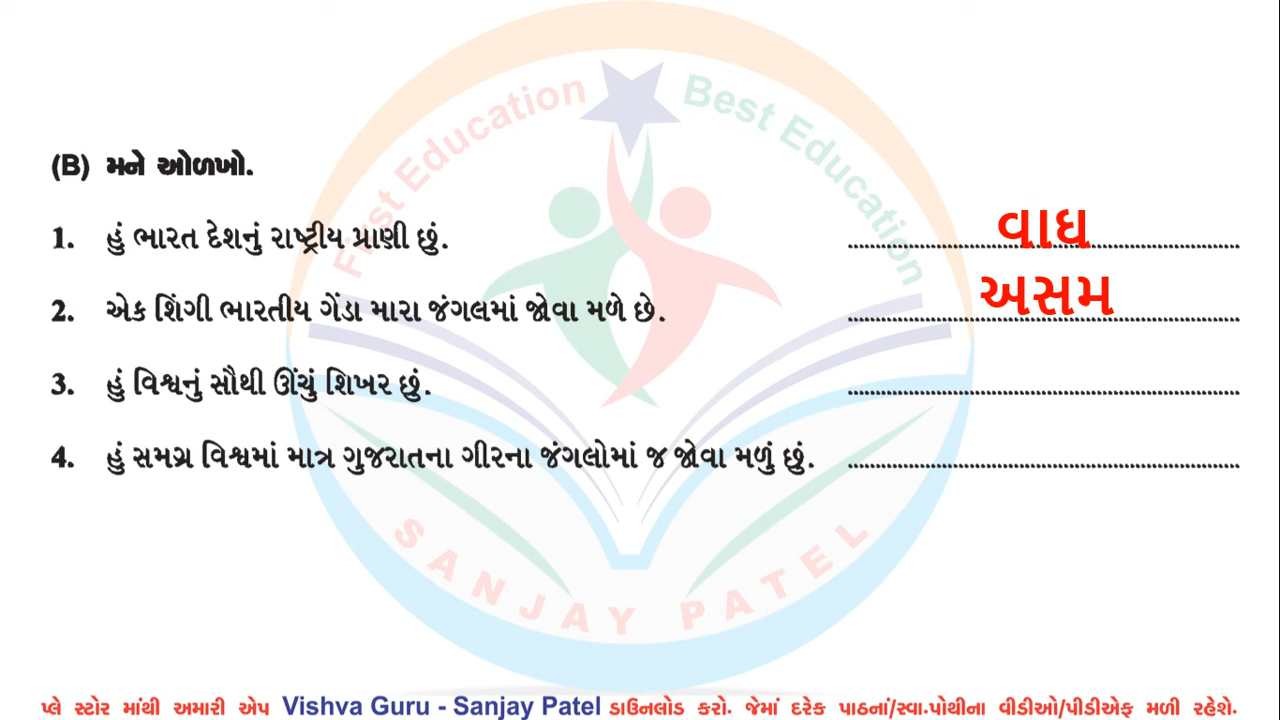 First Education Best Education
(B) મને ઓળખો.
1. હું ભારત દેશનું રાષ્ટ્રીય પ્રાણી છું. વાઘ
2. એક શિંગી ભારતીય ગેંડા મારા જંગલમાં જોવા મળે છે. અસમ
3. હું વિશ્વનું સૌથી ઊંચું શિખર છું.
4. હું સમગ્ર વિશ્વમાં માત્ર ગુજરાતના ગીરના જંગલોમાં જ જોવા મળું છું.
SANJAY PATEL
પ્લે સ્ટોર માંથી અમારી એપ Vishva Guru - Sanjay Patel ડાઉનલોડ કરો. જેમાં દરેક પાઠનાં/સ્વા.પોથીના વીડીઓ/પીડીએફ મળી રહેશે.